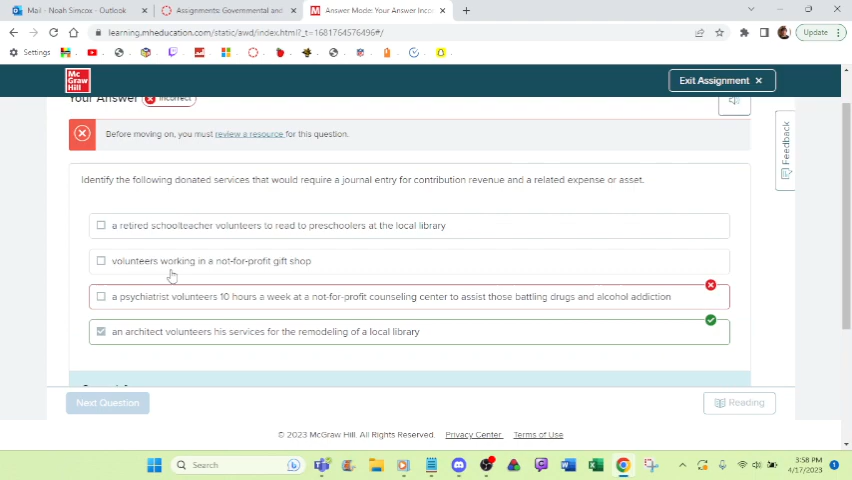 Mail - Noah Simcox - Outlook
Assignments: Governmental and
Answer Mode: Your Answer Inco
learning.mheducation.com/static/awd/index.html?_t=1681764576496#/
Update
Settings
Mc
Graw
Hill
Exit Assignment
Your Answer
Incorrect
Before moving on, you must review a resource for this question.
Feedback
Identify the following donated services that would require a journal entry for contribution revenue and a related expense or asset.
a retired schoolteacher volunteers to read to preschoolers at the local library
volunteers working in a not-for-profit gift shop
a psychiatrist volunteers 10 hours a week at a not-for-profit counseling center to assist those battling drugs and alcohol addiction
an architect volunteers his services for the remodeling of a local library
Next Question
Reading
© 2023 McGraw Hill. All Rights Reserved.
Privacy Center
Terms of Use
Search
3:58 PM
4/17/2023